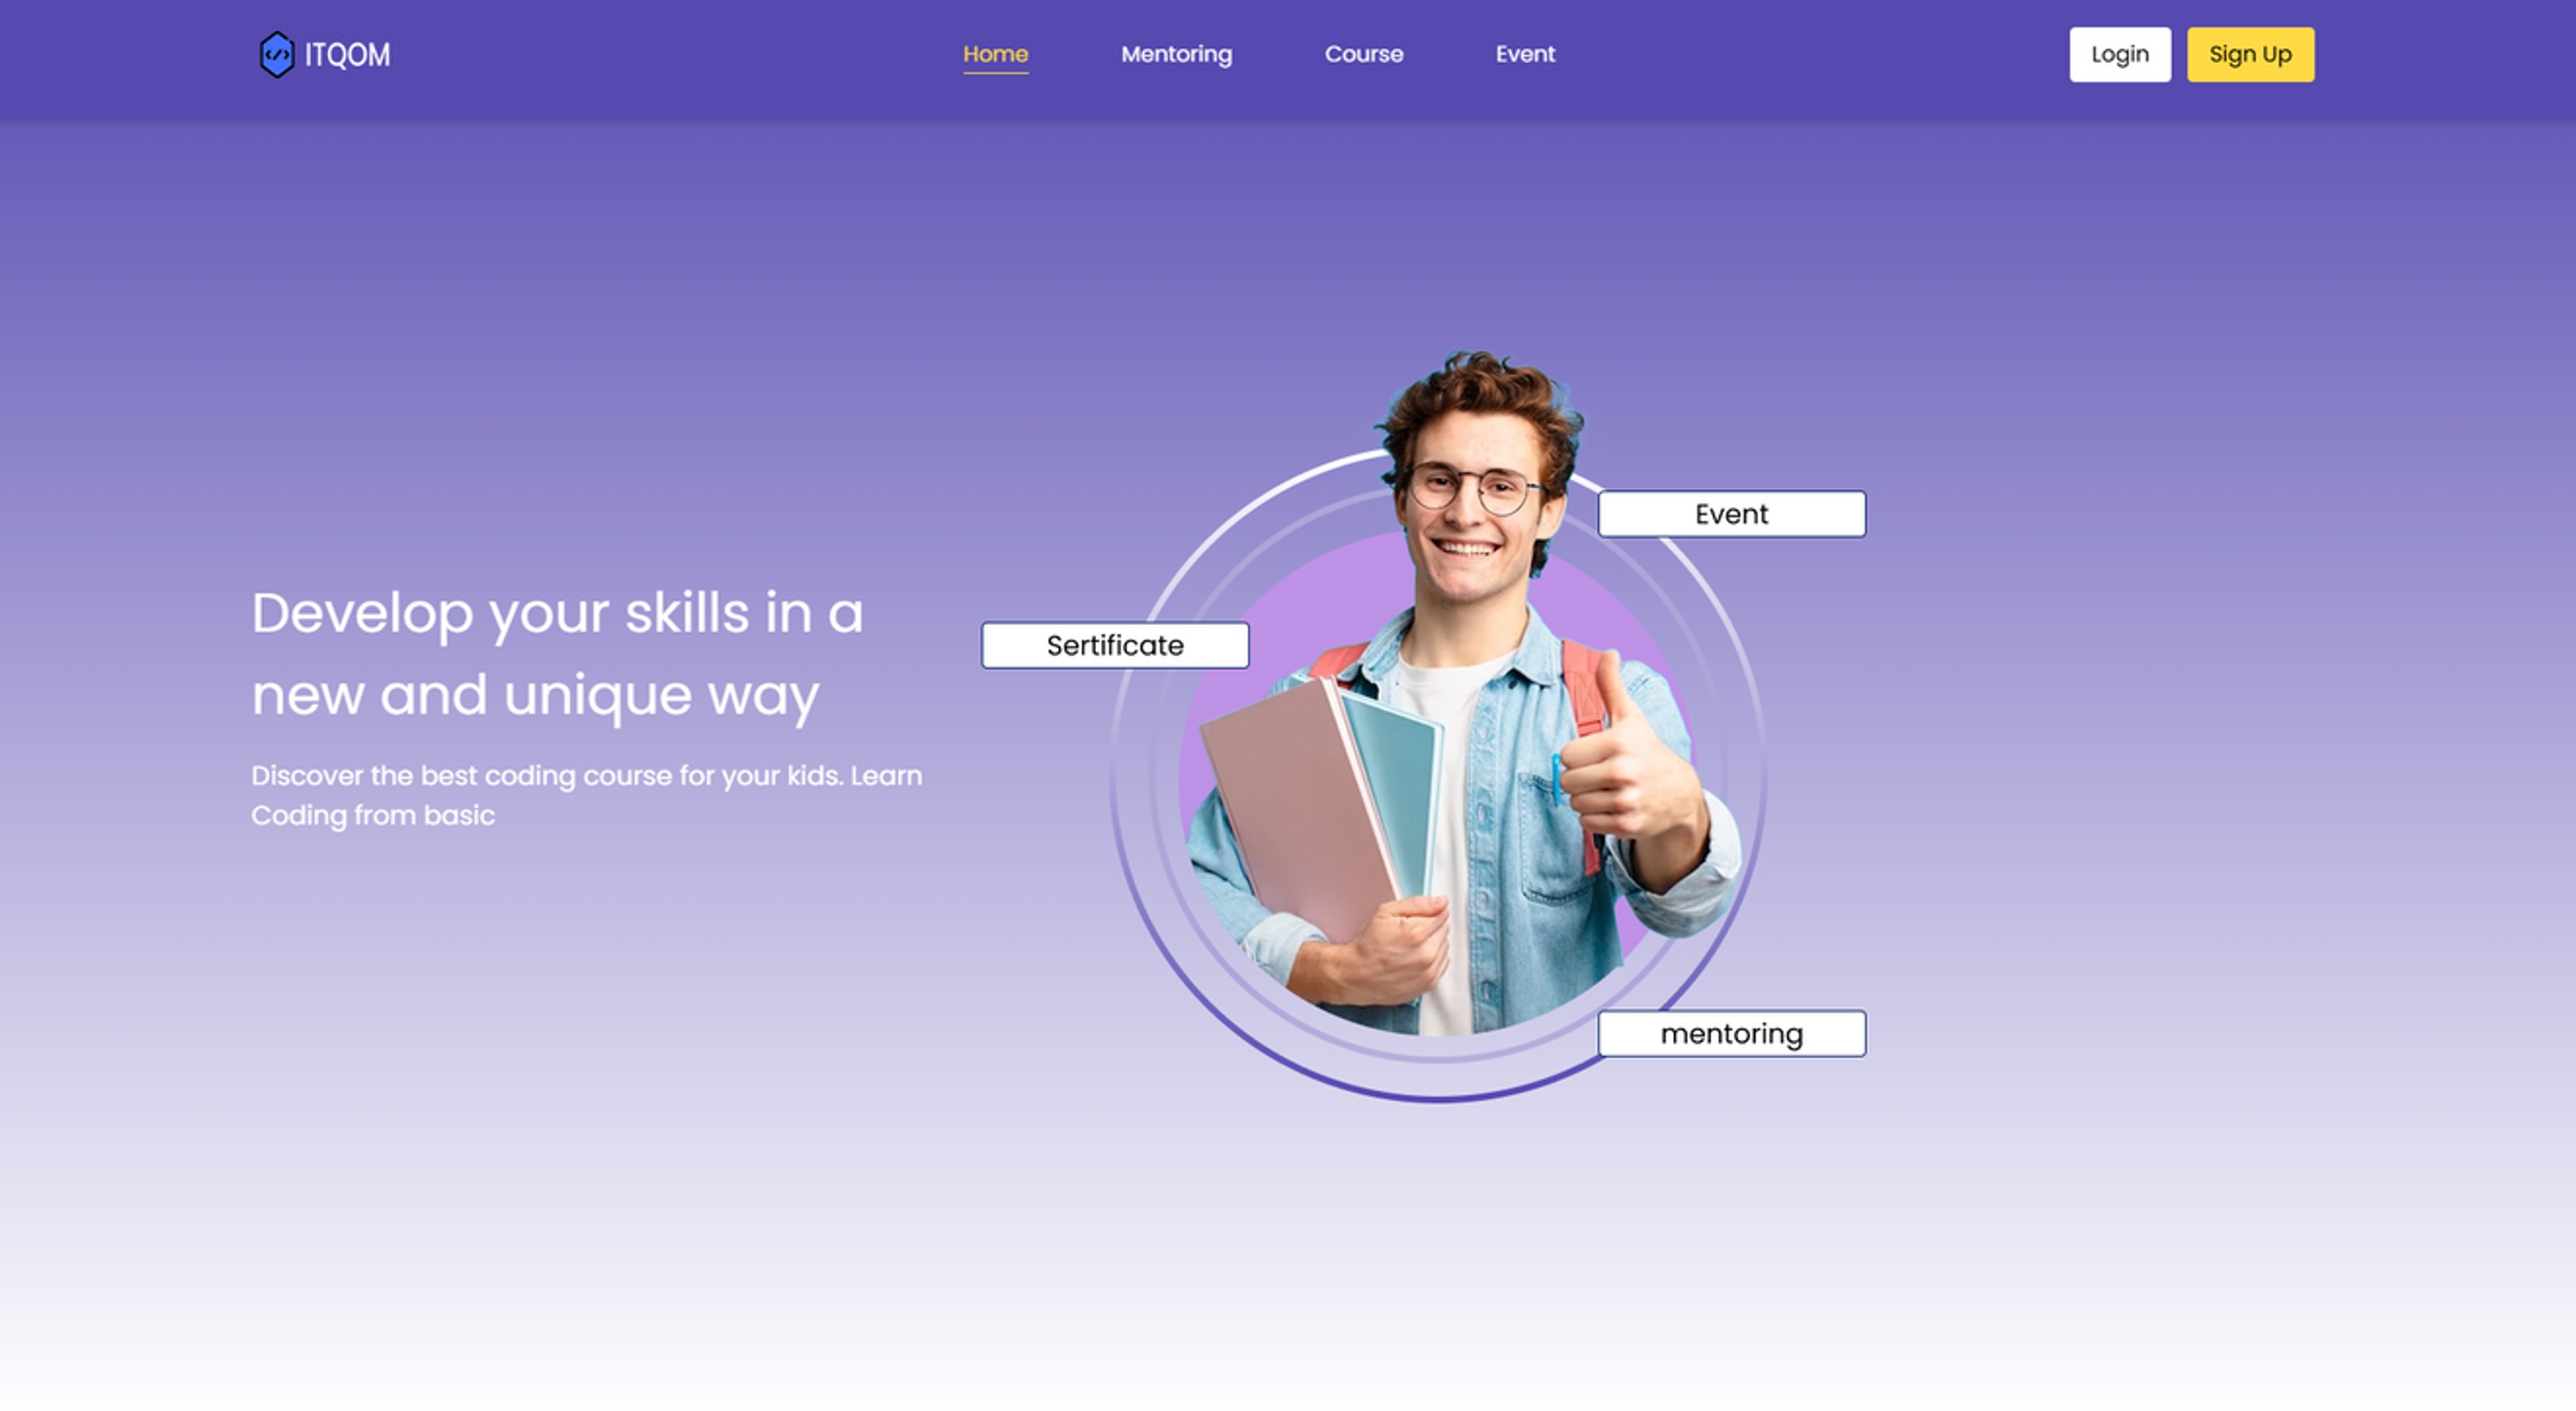 ITQOM
Home
Mentoring
Course
Event
Login
Sign Up
Event
Develop your skills in a
new and unique way
Sertificate
Discover the best coding course for your kids. Learn
Coding from basic
mentoring